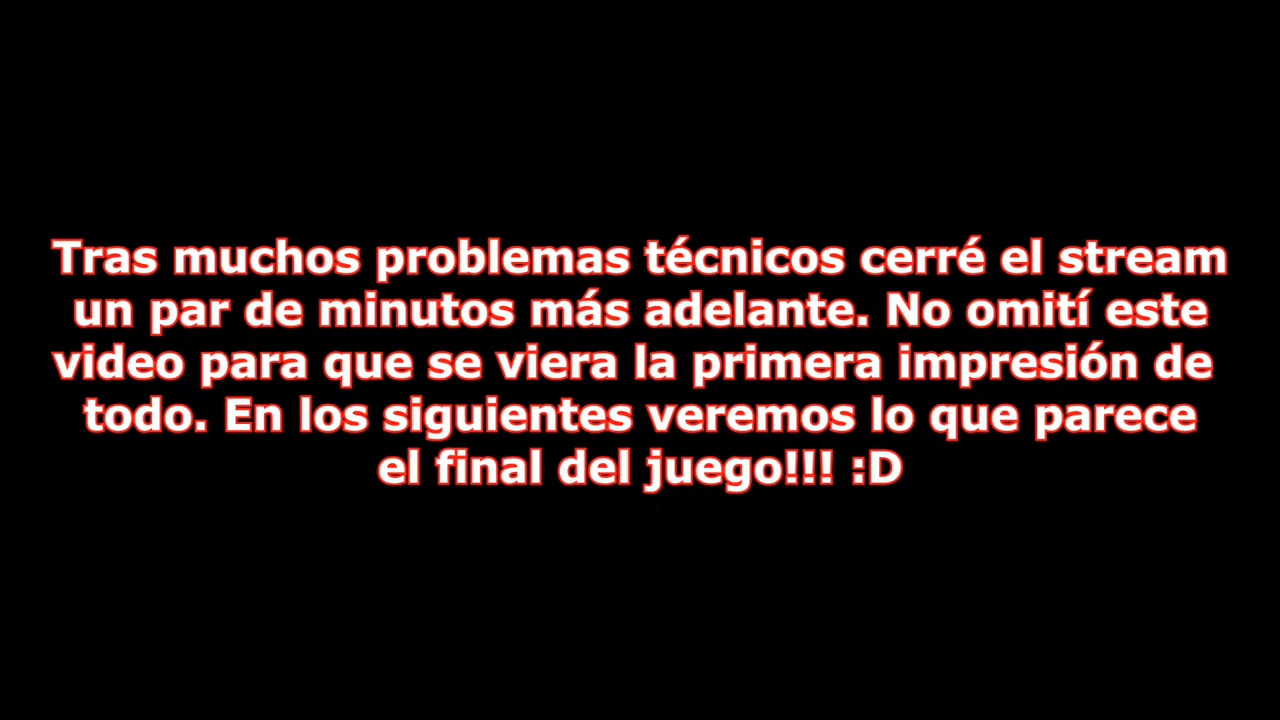 Tras muchos problemas técnicos cerré el stream
un par de minutos más adelante. No omití este
video para que se viera la primera impresión de
todo. En los siguientes veremos lo que parece
el final del juego!!! :D